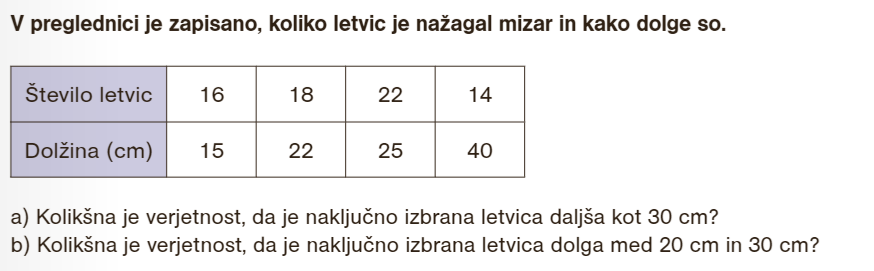 V preglednici je zapisano, koliko letvic je nažagal mizar in kako dolge so.
Število letvic 16 18 22 14
Dolžina (cm) 15 22 25 40
a) Kolikšna je verjetnost, da je naključno izbrana letvica daljša kot 30 cm?
b) Kolikšna je verjetnost, da je naključno izbrana letvica dolga med 20 cm in 30 cm?